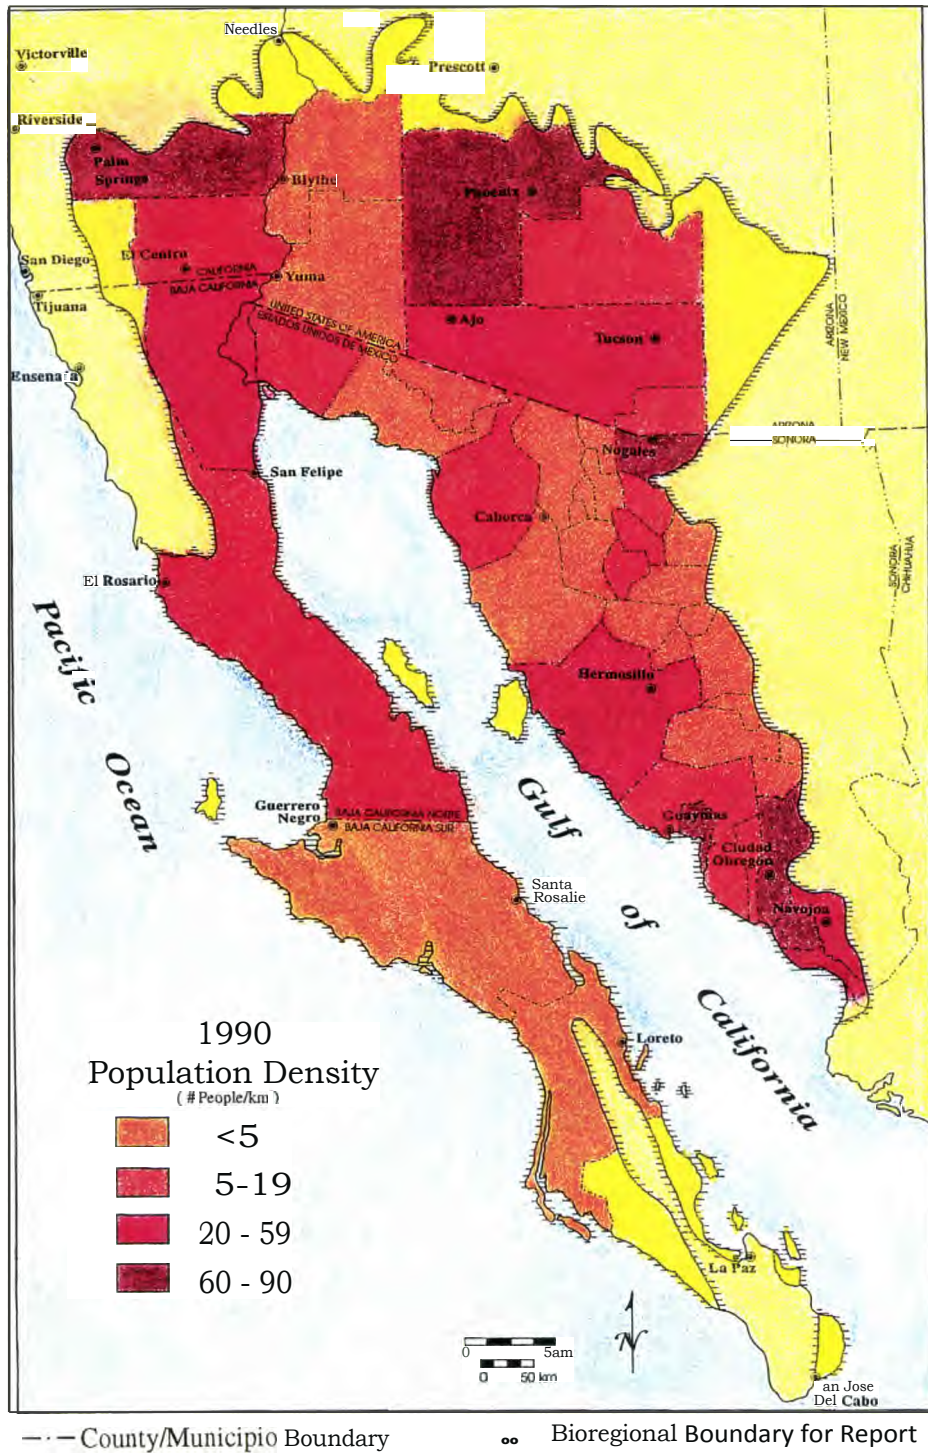 Needles
Victorville
Prescott
Riverside
Palm
Springs
Blythe
Phoenix
San Diego
El Centro
CALIFORNIA
BAJA CALIFORNIA
Yuma
Tijuana
UNITED STATES OF AMERICA
ESTADOS UNIDOS DE MEXICO
Ajo
Tucson
ARIZONA
NEW MEXICO
Ensena a
ARIZONA
SONORA
Nogales
San Felipe
Caborca
El Rosario
SONORA
CHIHUAHUA
Pacific
Ocean
Hermosillo
Gulf
of
California
Guerrero
Negro
BAJA CALIFORNIA NORTE
BAJA CALIFORNIA SUR
Guaymas
Ciudad
Obregón
Santa
Rosalie
Navojoa
Loreto
1990
Population Density
( # People/km )
<5
5-19
20 - 59
60 - 90
La Paz
N
0 5am
0 50 km
an Jose
Del Cabo
County/Municipio Boundary
oo Bioregional Boundary for Report